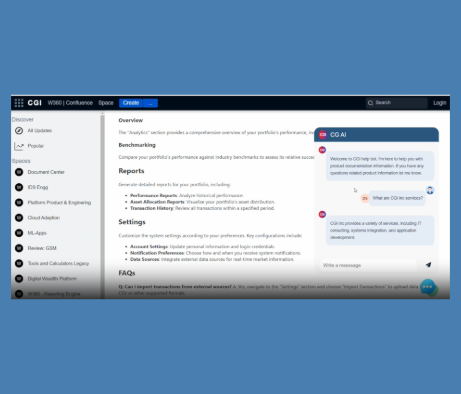 CGI W360 | Confluence Space Create ... Search Login
Discover
All Updates
Popular
Spaces
Document Center
IDS Engg
Platform Product & Engineering
Cloud Adoption
ML-Apps
Review: GSM
Tools and Calculators Legacy
Digital Wealth Platform
W360 - Reporting Engine
Overview
The "Analytics" section provides a comprehensive overview of your portfolio's performance,
Benchmarking
Compare your portfolio's performance against industry benchmarks to assess its relative
Reports
Generate detailed reports for your portfolio, including:
• Performance Reports: Analyze historical performance.
• Asset Allocation Reports: Visualize your portfolio's asset distribution.
• Transaction History: Review all transactions within a specified period.
Settings
Customize the system settings according to your preferences. Key configurations include:
• Account Settings: Update personal information and login credentials.
• Notification Preferences: Choose how and when you receive system notifications.
• Data Sources: Integrate external data sources for real-time market information.
FAQs
Q: Can I import transactions from external sources? A: Yes, navigate to the "Settings" section and choose "Import Transactions" to upload data
CSV or other supported formats.
CG AI
Welcome to CGI help bot. I'm here to help you with
product documentation information. If you have any
questions related product information let me know.
What are CGI Inc services?
CGI Inc provides a variety of services, including IT
consulting, systems integration, and application
development.
Write a message